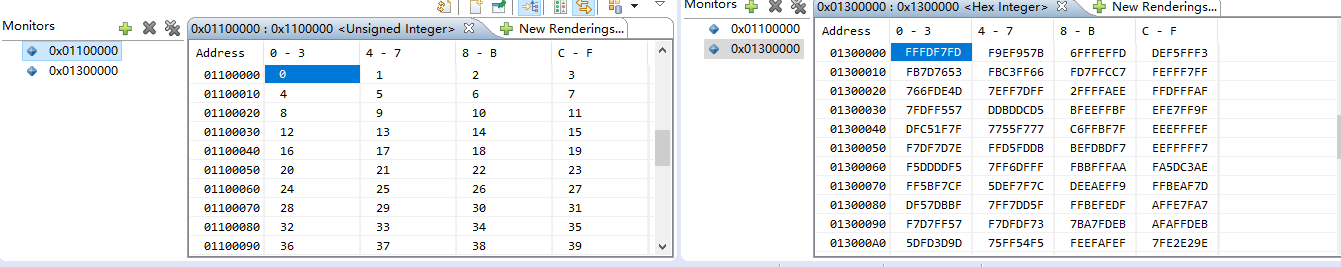 Monitors
0x01100000
0x01300000
0x01100000 : 0x1100000 <Unsigned Integer>
New Renderings...
Address 0 - 3 4 - 7 8 - B C - F
01100000 0 1 2 3
01100010 4 5 6 7
01100020 8 9 10 11
01100030 12 13 14 15
01100040 16 17 18 19
01100050 20 21 22 23
01100060 24 25 26 27
01100070 28 29 30 31
01100080 32 33 34 35
01100090 36 37 38 39
Monitors
0x01100000
0x01300000
0x01300000 : 0x1300000 <Hex Integer>
New Renderings...
Address 0 - 3 4 - 7 8 - B C - F
01300000 FFFDF7FD F9EF957B 6FFFEFFD DEF5FFF3
01300010 FB7D7653 FBC3FF66 FD7FFCC7 FEFFF7FF
01300020 766FDE4D 7EFF7DFF 2FFFFAEE FFDFFFAF
01300030 7FDFF557 DDBDDCD5 BFEEFFBF EFE7FF9F
01300040 DFC51F7F 7755F777 C6FFBF7F EEEFFFEF
01300050 F7DF7D7E FFD5FDDB BEFDBDF7 EEFFFFF7
01300060 F5DDDDF5 7FF6DFFF FBBFFFAA FA5DC3AE
01300070 FF5BF7CF 5DEF7F7C DEEAEFF9 FFBEAF7D
01300080 DF57DBBF 7FF7DD5F FFBEFEDF AFFE7FA7
01300090 F7D7FF57 F7DFDF73 7BA7FDEB AFAFFDEB
013000A0 5DFD3D9D 75FF54F5 FEEFAFEF 7FE2E29E